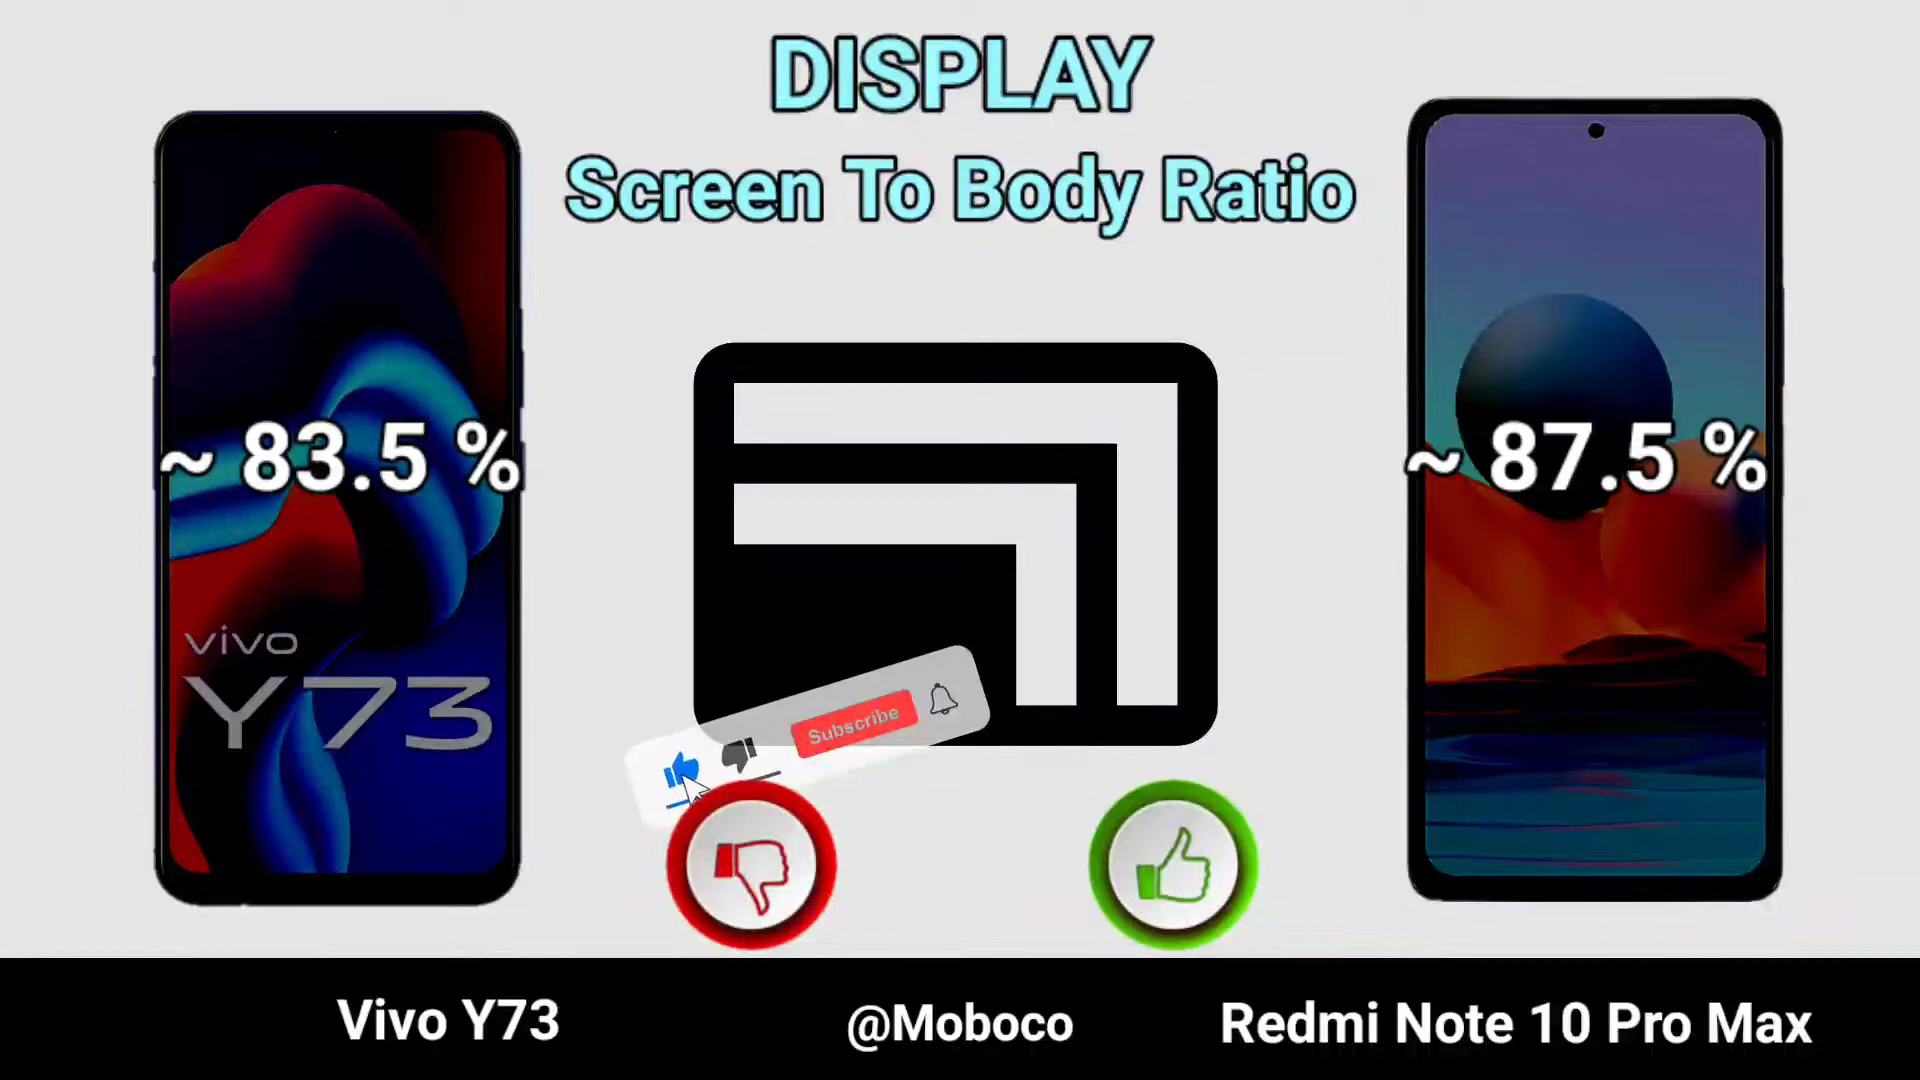 DISPLAY
Screen To Body Ratio
~ 83.5 %
~ 87.5 %
vivo
Y73
Subscribe
Vivo Y73
@Moboco
Redmi Note 10 Pro Max